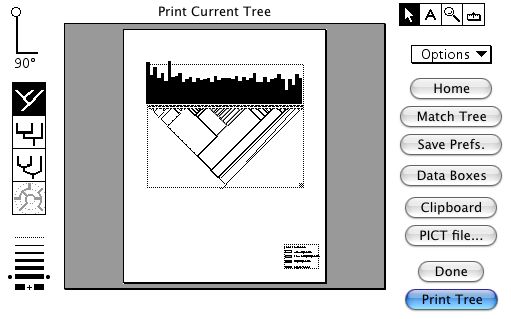 Print Current Tree
A
90°
Options
Home
Match Tree
Save Prefs.
Data Boxes
Clipboard
PICT file...
Done
Print Tree